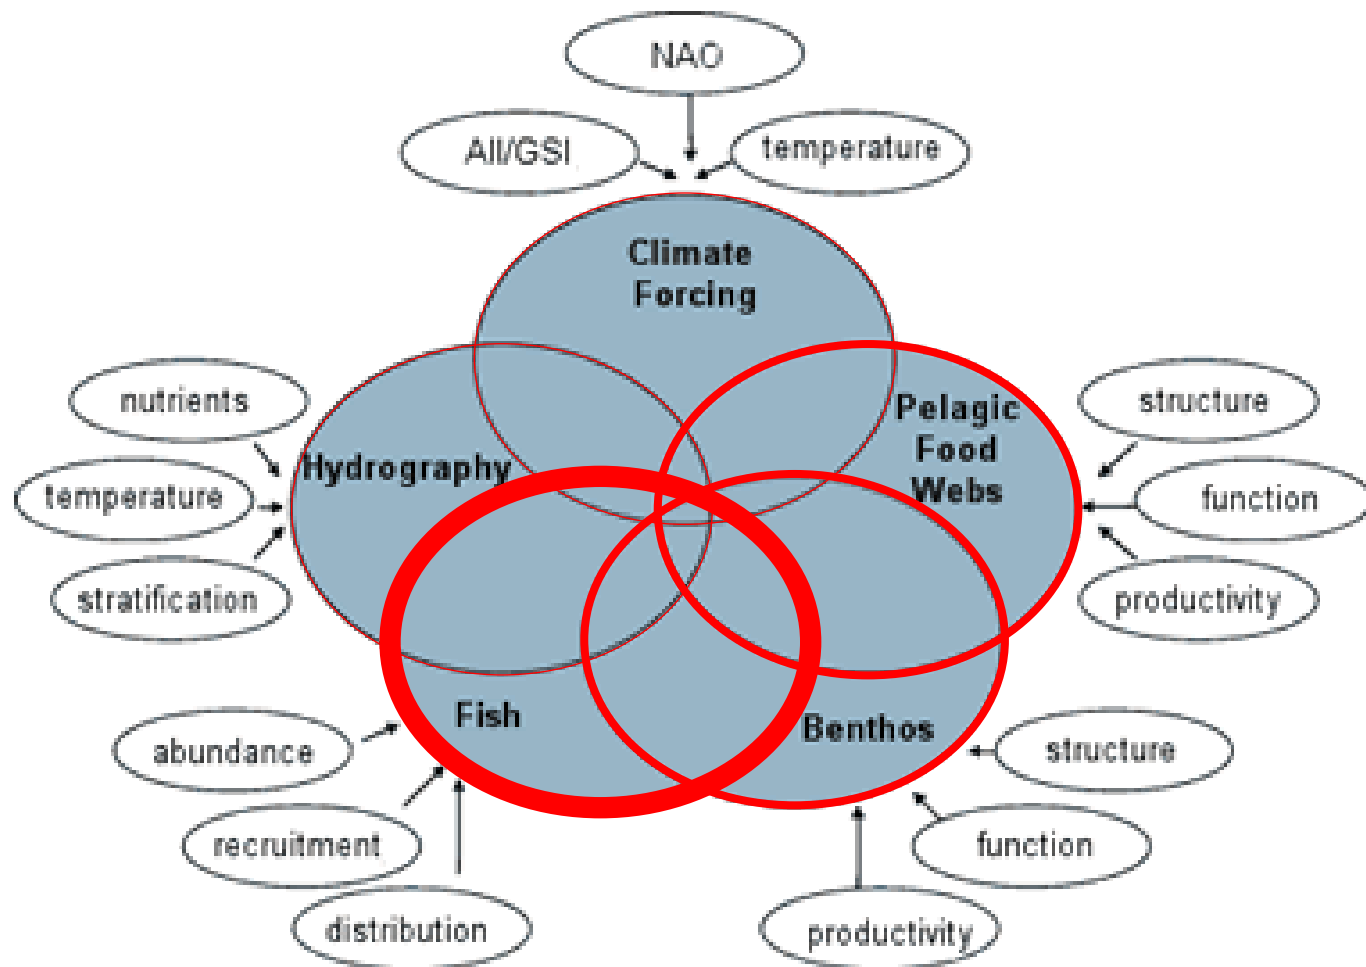 NAO
AII/GSI
temperature
Climate
Forcing
nutrients
Hydrography
temperature
stratification
Pelagic
Food
Webs
structure
function
productivity
Fish
abundance
recruitment
distribution
Benthos
structure
function
productivity